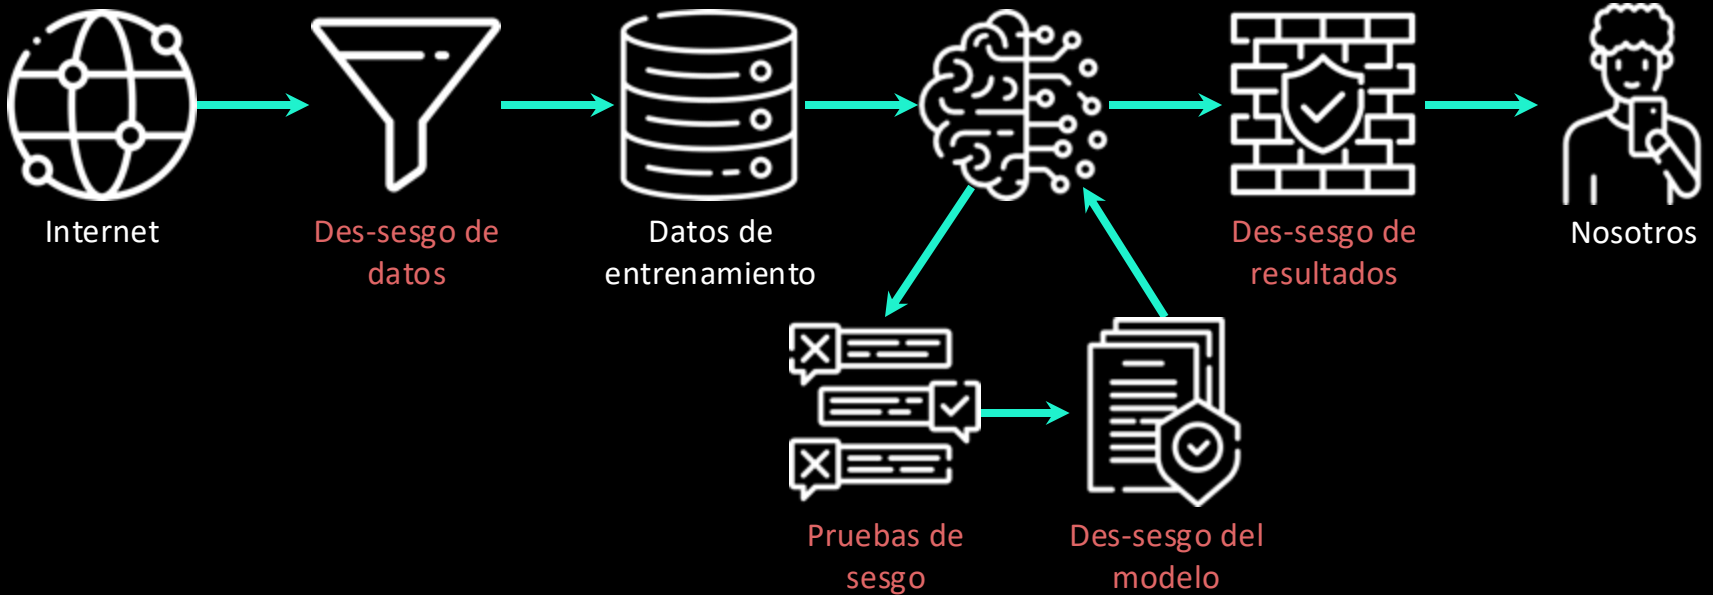 Internet
Des-sesgo de
datos
Datos de
entrenamiento
Des-sesgo de
resultados
Nosotros
Pruebas de
sesgo
Des-sesgo del
modelo